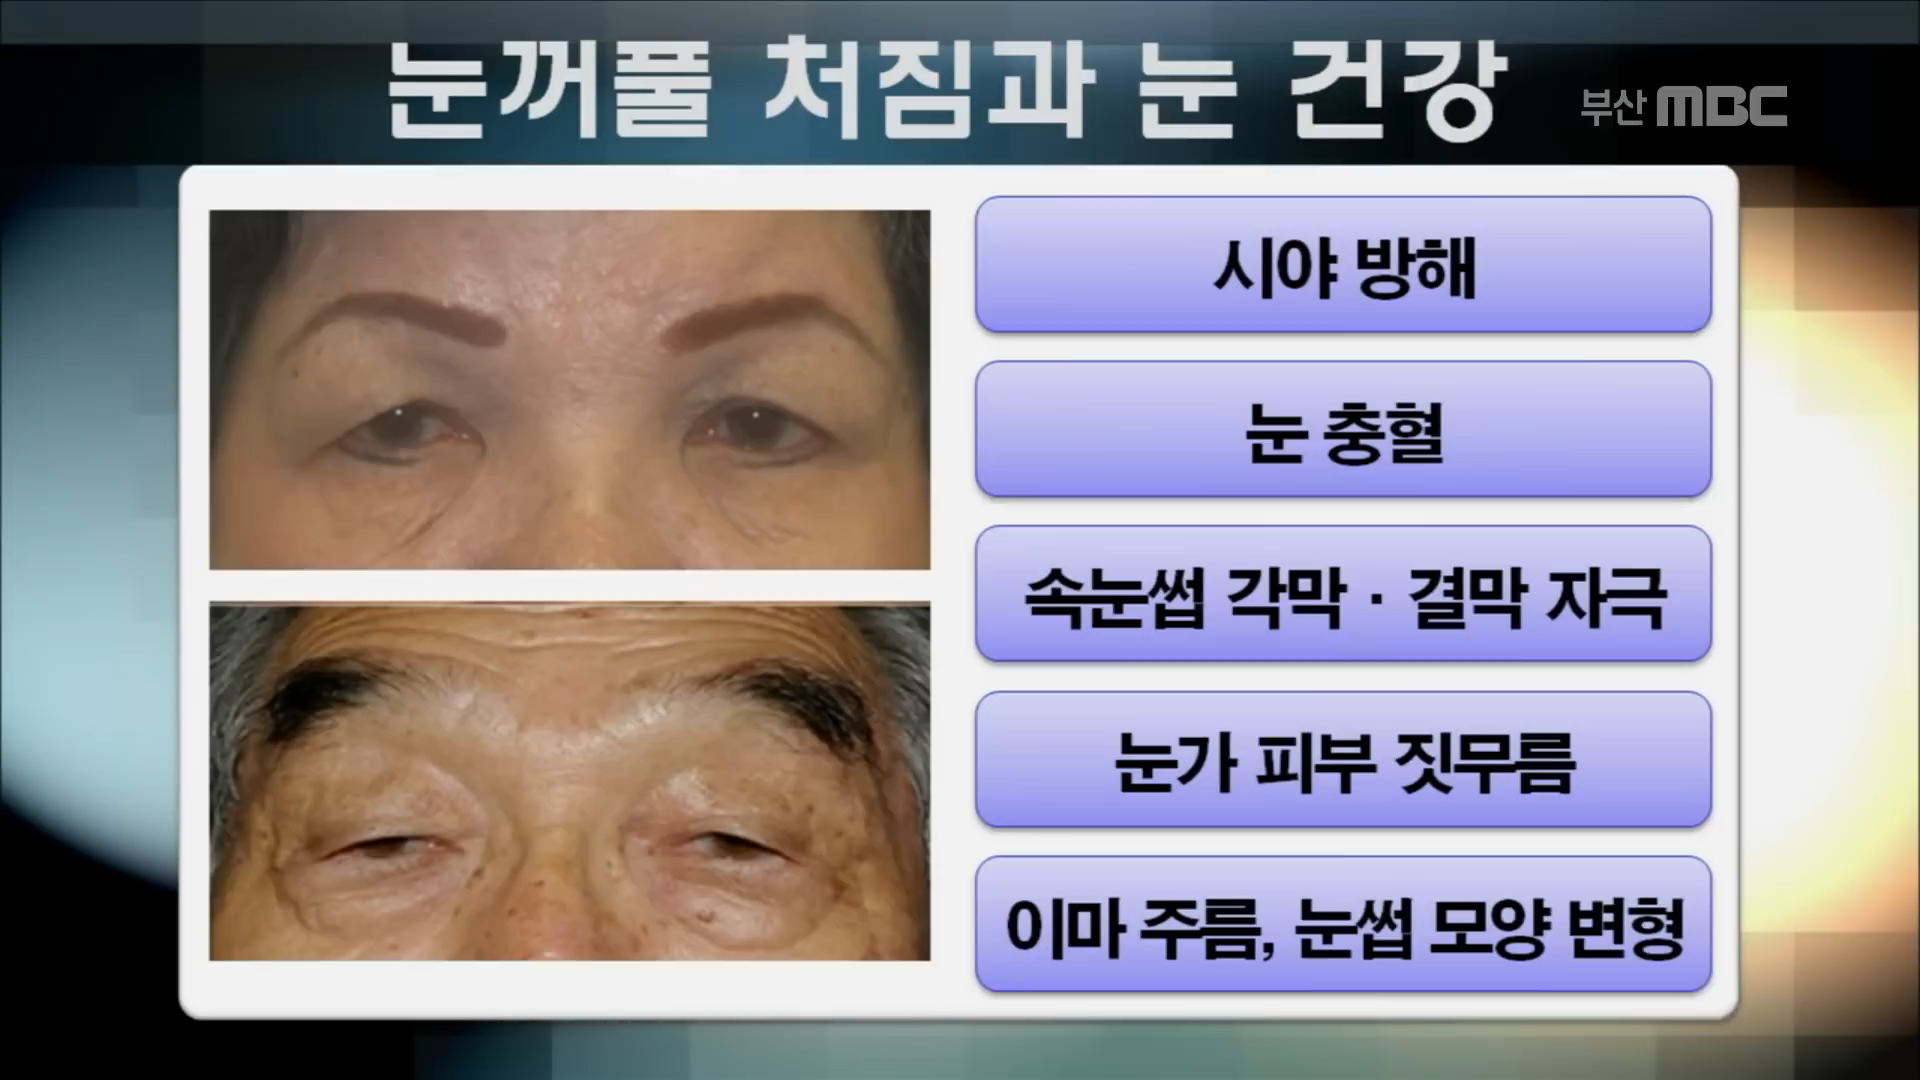 눈꺼풀 처짐과 눈 건강
부산 MBC
시야 방해
눈 충혈
속눈썹 각막 · 결막 자극
눈가 피부 짓무름
이마 주름, 눈썹 모양 변형